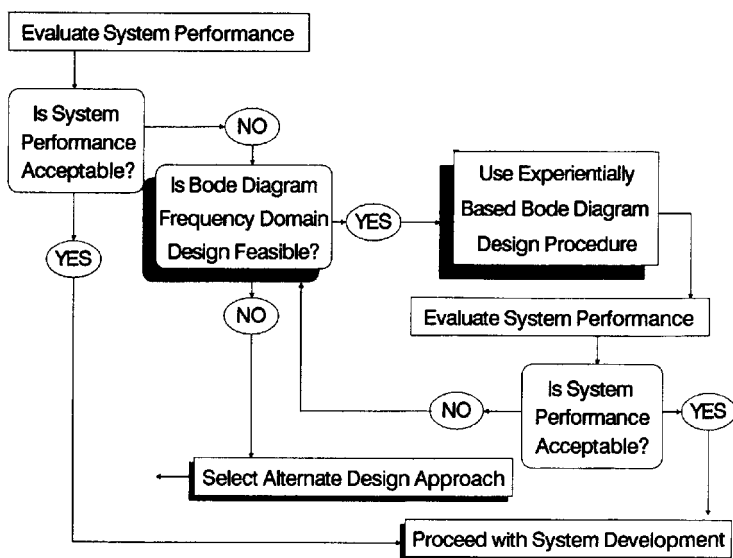 Evaluate System Performance
Is System
Performance
Acceptable?
NO
YES
Is Bode Diagram
Frequency Domain
Design Feasible?
YES
Use Experientially
Based Bode Diagram
Design Procedure
NO
Evaluate System Performance
Is System
Performance
Acceptable?
NO
YES
Select Alternate Design Approach
Proceed with System Development